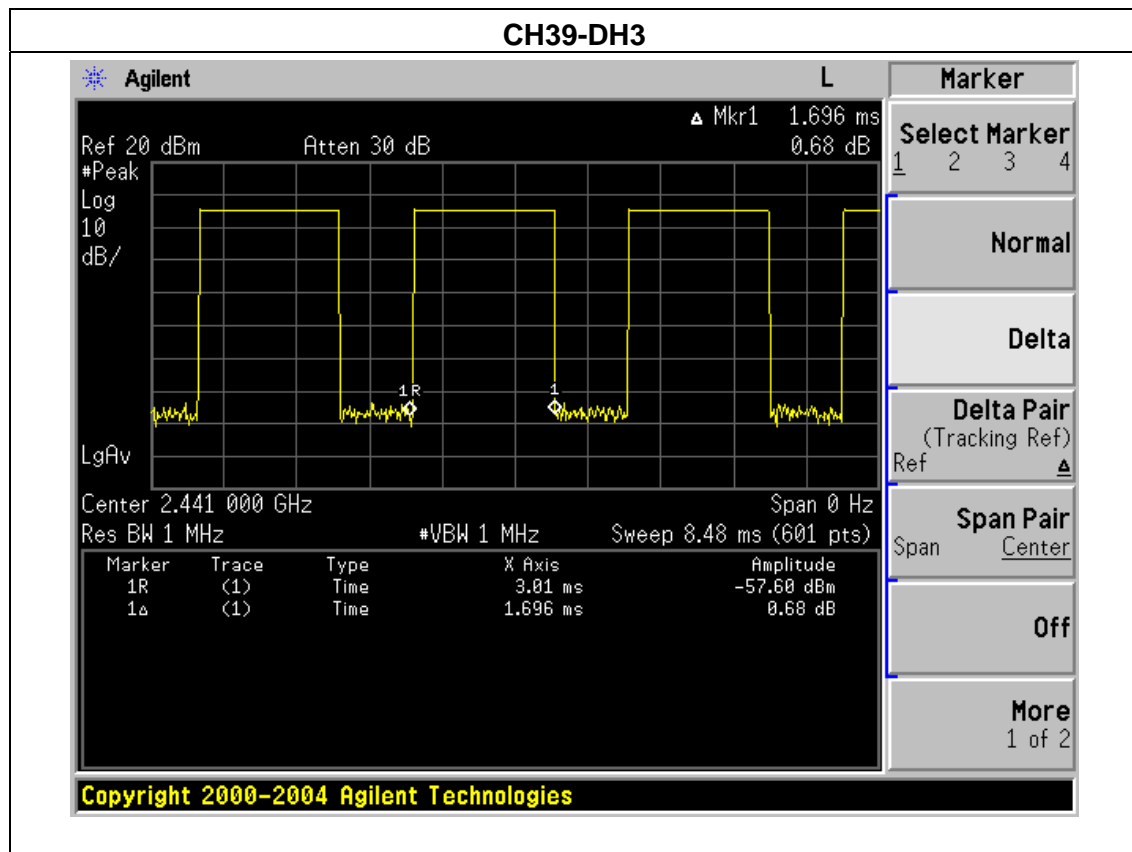 CH39-DH3
Agilent
L
Marker
Δ Mkr1 1.696 ms
Ref 20 dBm Atten 30 dB 0.68 dB
#Peak
Log
10
dB/
1R
1
LgAv
Center 2.441 000 GHz Span 0 Hz
Res BW 1 MHz #VBW 1 MHz Sweep 8.48 ms (601 pts)
Marker Trace Type X Axis Amplitude
1R (1) Time 3.01 ms -57.60 dBm
1Δ (1) Time 1.696 ms 0.68 dB
Select Marker
1 2 3 4
Normal
Delta
Delta Pair
(Tracking Ref)
Ref Δ
Span Pair
Span Center
Off
More
1 of 2
Copyright 2000-2004 Agilent Technologies